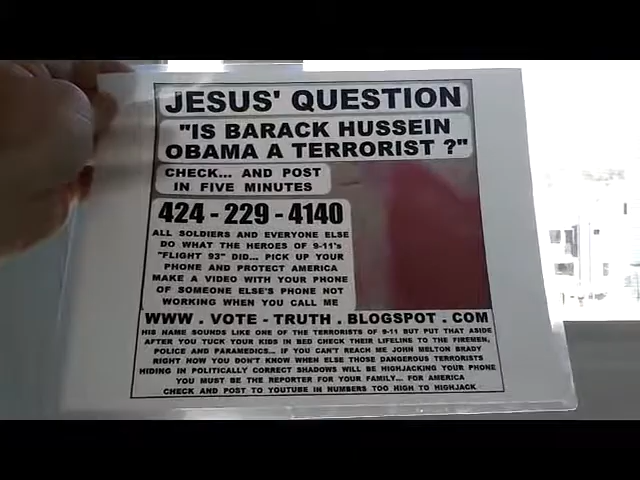 JESUS' QUESTION
"IS BARACK HUSSEIN
OBAMA A TERRORIST ?"
CHECK... AND POST
IN FIVE MINUTES
424 - 229 - 4140
ALL SOLDIERS AND EVERYONE ELSE
DO WHAT THE HEROES OF 9-11's
"FLIGHT 93" DID... PICK UP YOUR
PHONE AND PROTECT AMERICA
MAKE A VIDEO WITH YOUR PHONE
OF SOMEONE ELSE'S PHONE NOT
WORKING WHEN YOU CALL ME
WWW . VOTE - TRUTH . BLOGSPOT . COM
HIS NAME SOUNDS LIKE ONE OF THE TERRORISTS OF 9-11 BUT PUT THAT ASIDE
AFTER YOU TUCK YOUR KIDS IN BED CHECK THEIR LIFELINE TO THE FIREMEN,
POLICE AND PARAMEDICS... IF YOU CAN'T REACH ME JOHN MELTON BRADY
RIGHT NOW YOU DON'T KNOW WHEN ELSE THOSE DANGEROUS TERRORISTS
HIDING IN POLITICALLY CORRECT SHADOWS WILL BE HIGHJACKING YOUR PHONE
YOU MUST BE THE REPORTER FOR YOUR FAMILY... FOR AMERICA
CHECK AND POST TO YOUTUBE IN NUMBERS TOO HIGH TO HIGHJACK